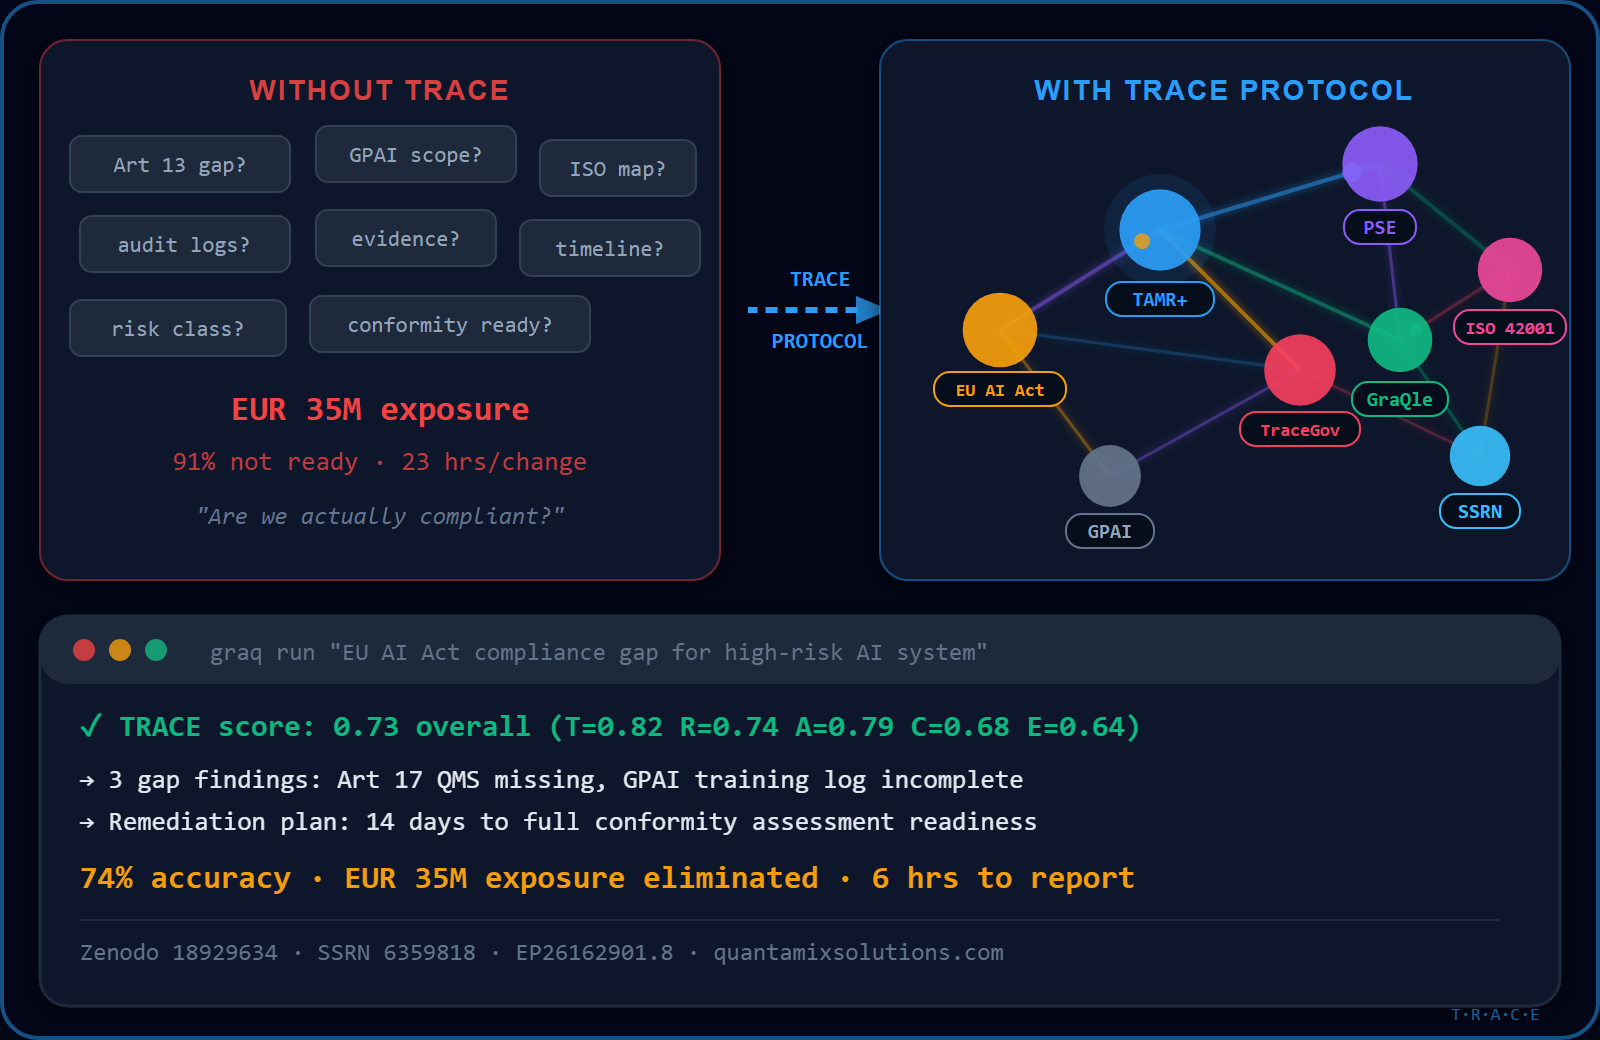 WITHOUT TRACE
Art 13 gap?
GPAI scope?
ISO map?
audit logs?
evidence?
timeline?
risk class?
conformity ready?
EUR 35M exposure
91% not ready · 23 hrs/change
"Are we actually compliant?"
TRACE
PROTOCOL
WITH TRACE PROTOCOL
PSE
TAMR+
ISO 42001
EU AI Act
GraQle
TraceGov
SSRN
GPAI
graq run "EU AI Act compliance gap for high-risk AI system"
✓ TRACE score: 0.73 overall (T=0.82 R=0.74 A=0.79 C=0.68 E=0.64)
→ 3 gap findings: Art 17 QMS missing, GPAI training log incomplete
→ Remediation plan: 14 days to full conformity assessment readiness
74% accuracy · EUR 35M exposure eliminated · 6 hrs to report
Zenodo 18929634 · SSRN 6359818 · EP26162901.8 · quantamixsolutions.com
T·R·A·C·E